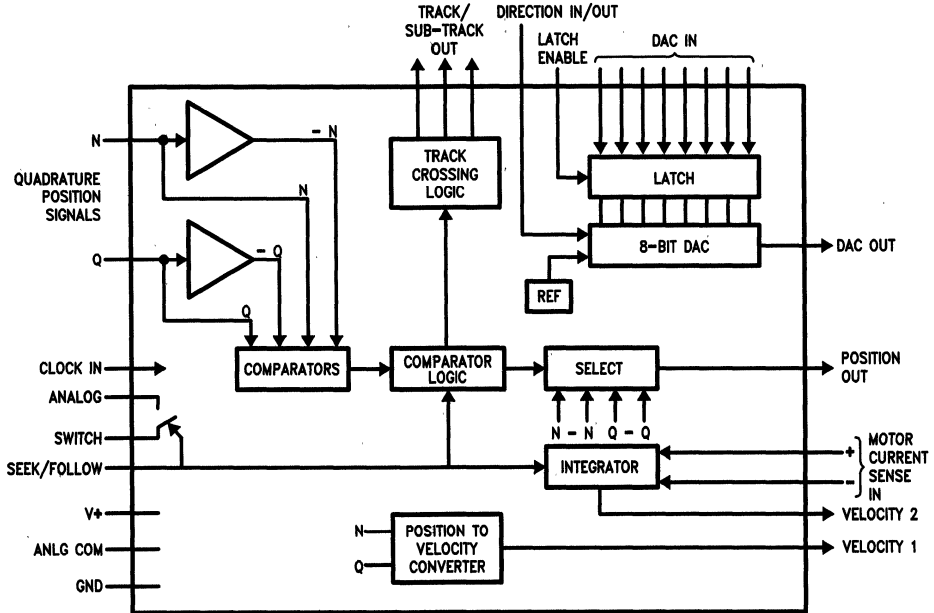 TRACK/
SUB-TRACK
OUT
DIRECTION IN/OUT
LATCH
ENABLE
DAC IN
N
- N
N
QUADRATURE
POSITION
SIGNALS
Q
- Q
Q
TRACK
CROSSING
LOGIC
LATCH
8-BIT DAC
DAC OUT
REF
CLOCK IN
COMPARATORS
COMPARATOR
LOGIC
SELECT
POSITION
OUT
ANALOG
SWITCH
N - N Q - Q
SEEK/FOLLOW
INTEGRATOR
+
-
MOTOR
CURRENT
SENSE
IN
V+
VELOCITY 2
ANLG COM
N
Q
POSITION TO
VELOCITY
CONVERTER
VELOCITY 1
GND